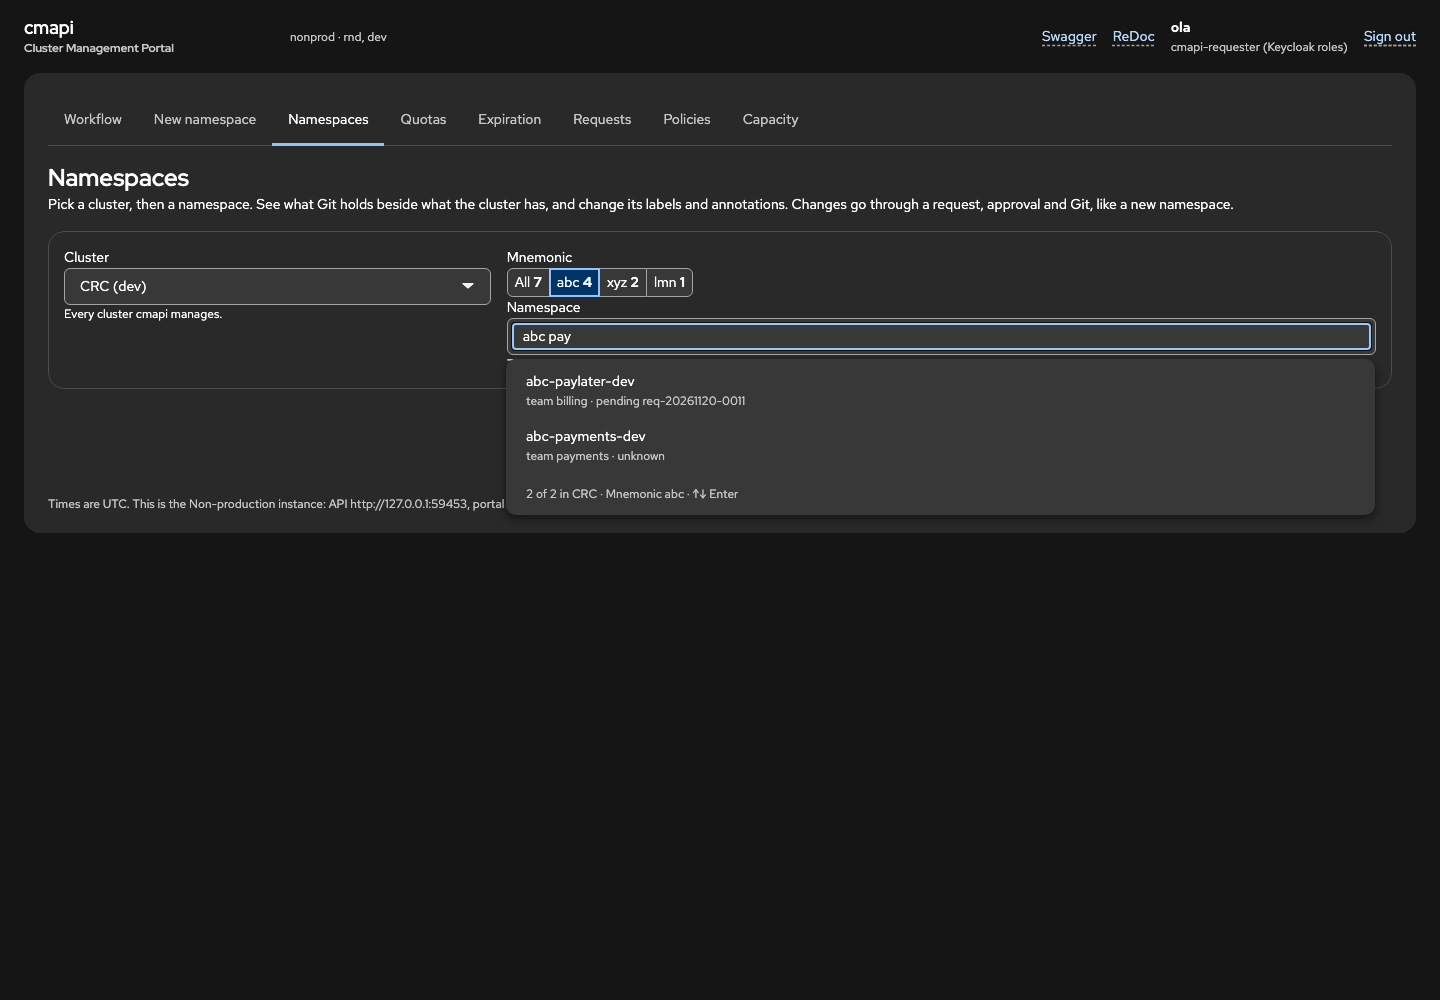 cmapi
Cluster Management Portal
nonprod · rnd, dev
Swagger
ReDoc
ola
cmapi-requester (Keycloak roles)
Sign out
Workflow
New namespace
Namespaces
Quotas
Expiration
Requests
Policies
Capacity
Namespaces
Pick a cluster, then a namespace. See what Git holds beside what the cluster has, and change its labels and annotations. Changes go through a request, approval and Git, like a new namespace.
Cluster
CRC (dev)
Every cluster cmapi manages.
Mnemonic
All 7
abc 4
xyz 2
lmn 1
Namespace
abc pay
abc-paylater-dev
team billing · pending req-20261120-0011
abc-payments-dev
team payments · unknown
2 of 2 in CRC · Mnemonic abc · ↑↓ Enter
Times are UTC. This is the Non-production instance: API http://127.0.0.1:59453, portal